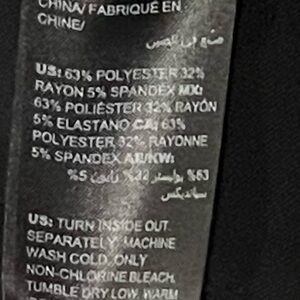 CHINA/ FABRIQUÉ EN
CHINE/
صنع في الصين
US: 63% POLYESTER 32%
RAYON 5% SPANDEX MX:
63% POLIÉSTER 32% RAYÓN
5% ELASTANO CA: 63%
POLYESTER 32% RAYONNE
5% SPANDEX AE/KW:
63% بوليستر 32% رايون 5%
سباندكس
US: TURN INSIDE OUT.
SEPARATELY, MACHINE
WASH COLD, ONLY
NON-CHLORINE BLEACH,
TUMBLE DRY LOW, WARM